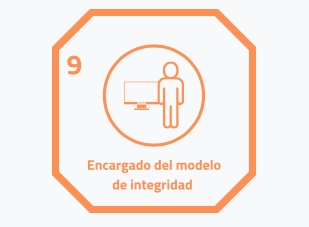 9
Encargado del modelo
de integridad